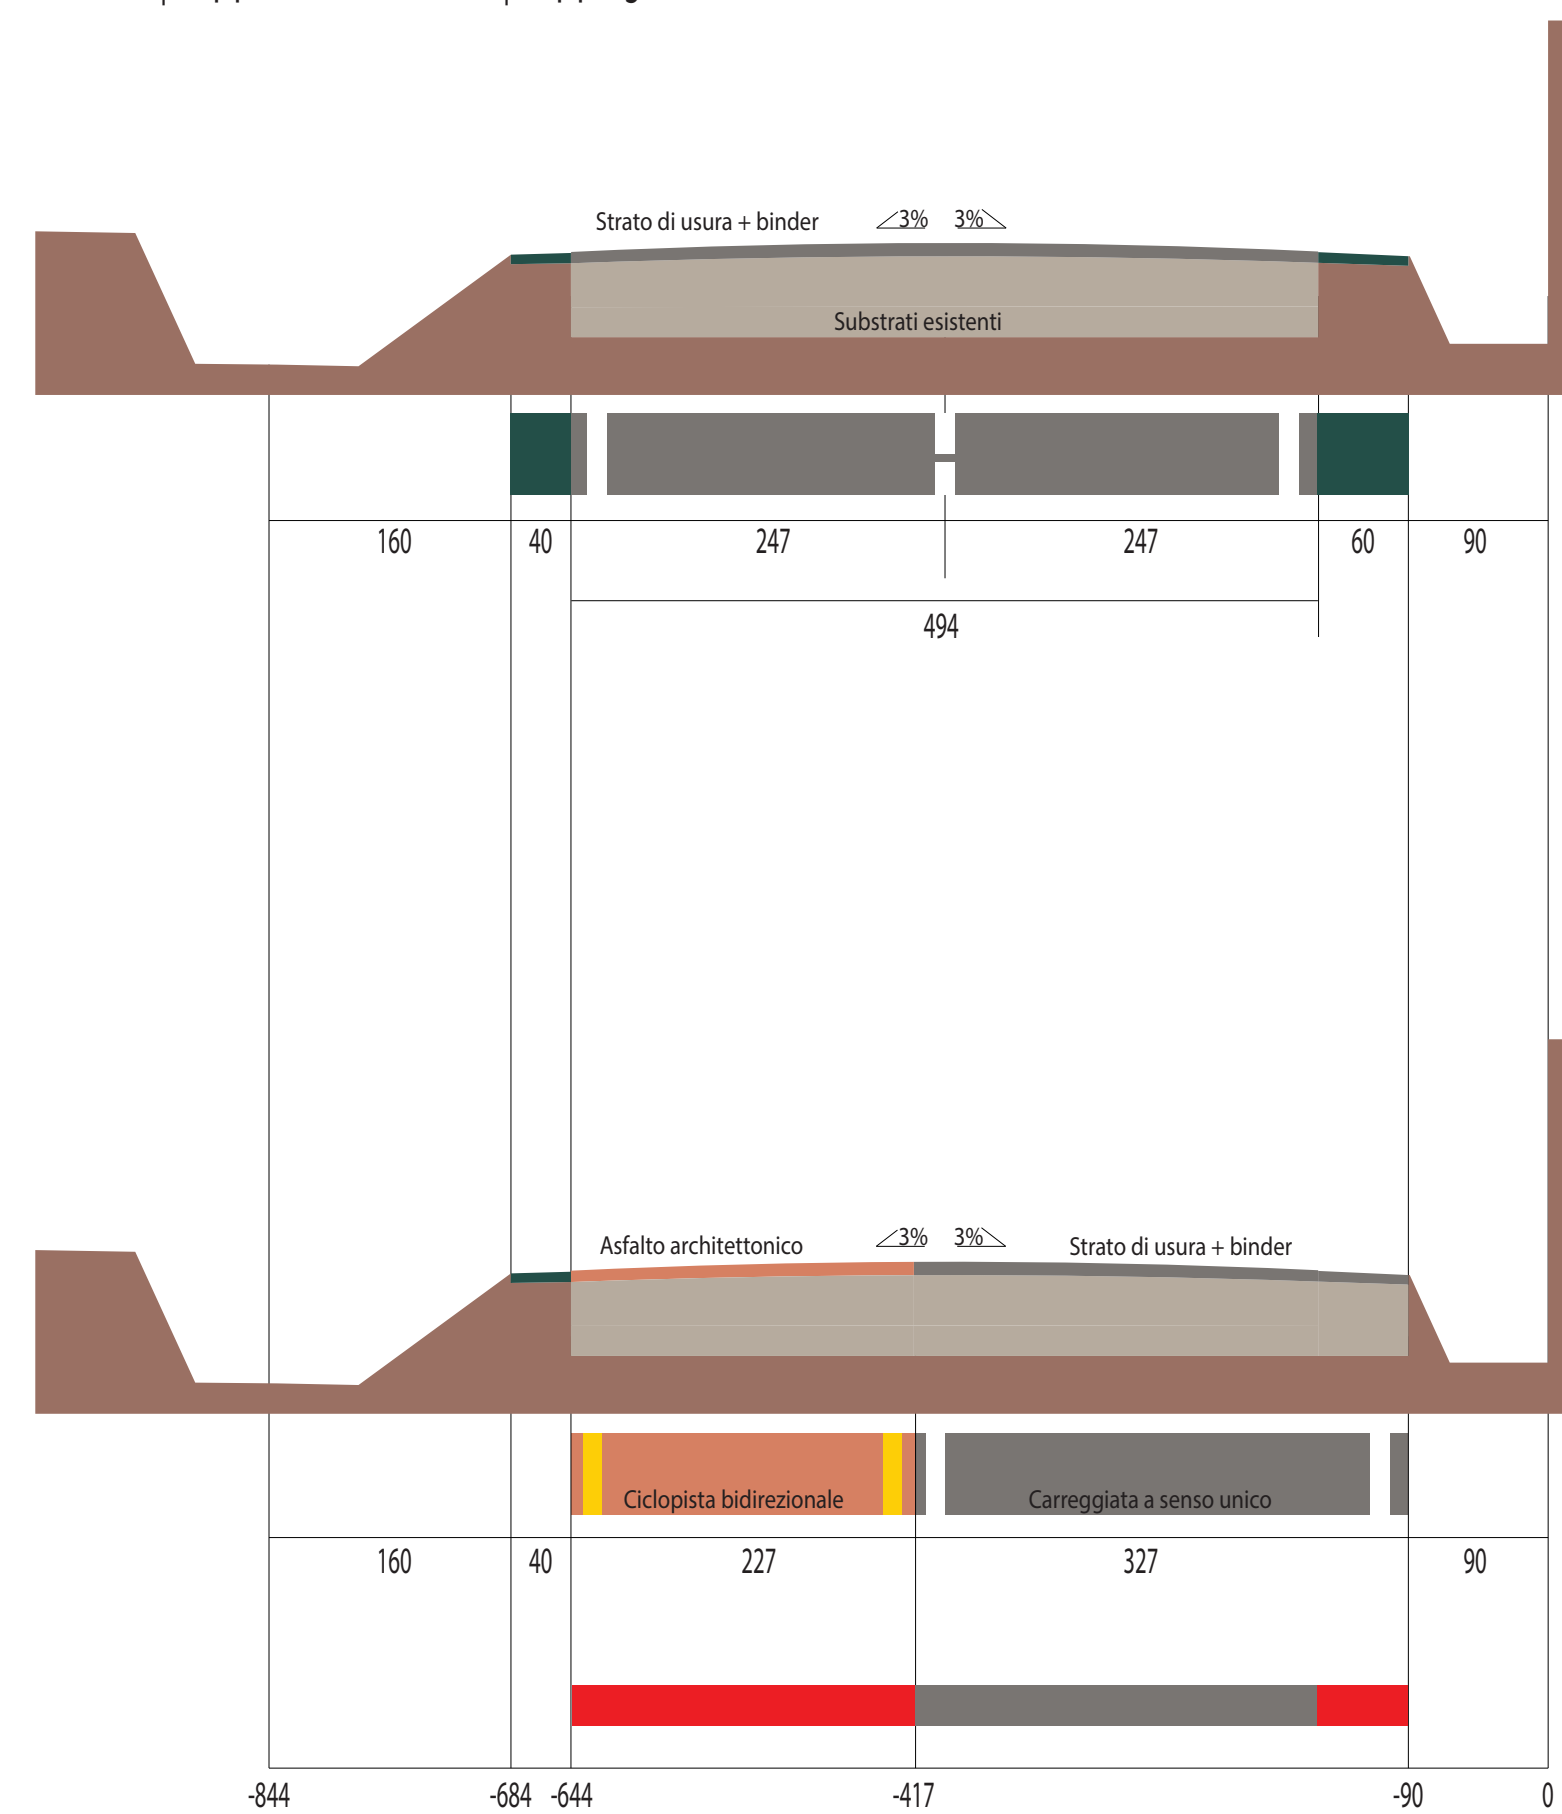 Strato di usura + binder 3% 3%
Substrati esistenti
160 40 247 247 60 90
494
Asfalto architettonico 3% 3% Strato di usura + binder
Ciclopista bidirezionale Carreggiata a senso unico
160 40 227 327 90
-844 -684 -644 -417 -90 0